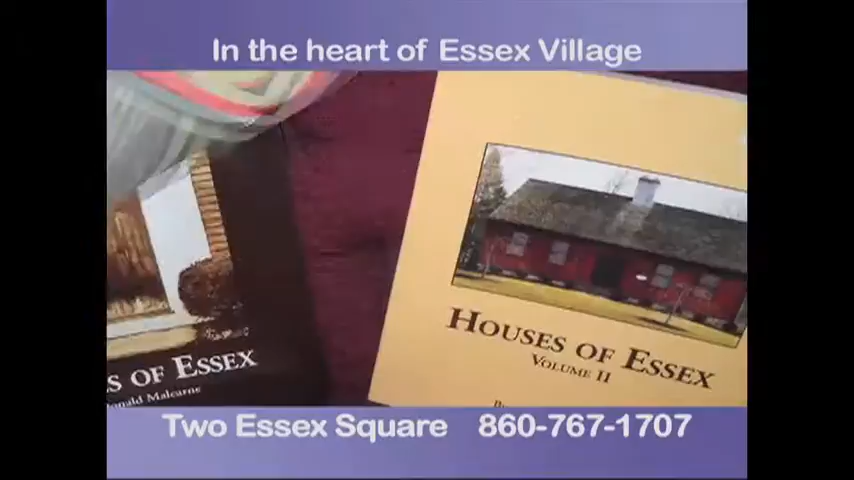 In the heart of Essex Village
HOUSES OF ESSEX
VOLUME II
S OF ESSEX
onald Malcarne
Two Essex Square 860-767-1707